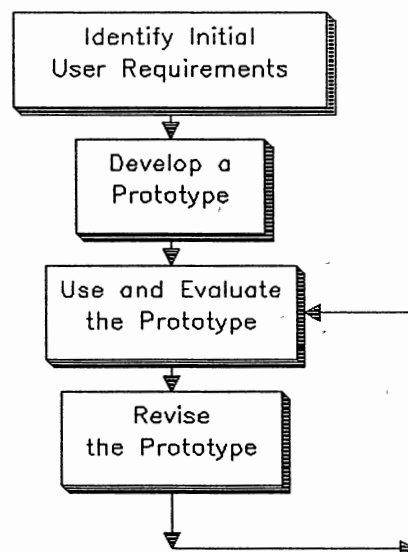 Identify Initial
User Requirements
Develop a
Prototype
Use and Evaluate
the Prototype
Revise
the Prototype